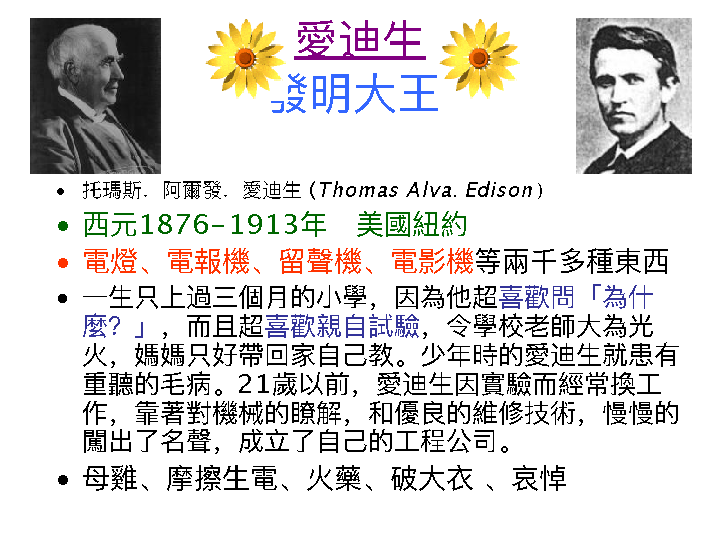 愛迪生
發明大王
• 托瑪斯．阿爾發．愛迪生 (Thomas Alva. Edison)
• 西元1876-1913年　美國紐約
• 電燈、電報機、留聲機、電影機等兩千多種東西
• 一生只上過三個月的小學，因為他超喜歡問「為什
麼？」，而且超喜歡親自試驗，令學校老師大為光
火，媽媽只好帶回家自己教。少年時的愛迪生就患有
重聽的毛病。21歲以前，愛迪生因實驗而經常換工
作，靠著對機械的瞭解，和優良的維修技術，慢慢的
闖出了名聲，成立了自己的工程公司。
• 母雞、摩擦生電、火藥、破大衣 、哀悼